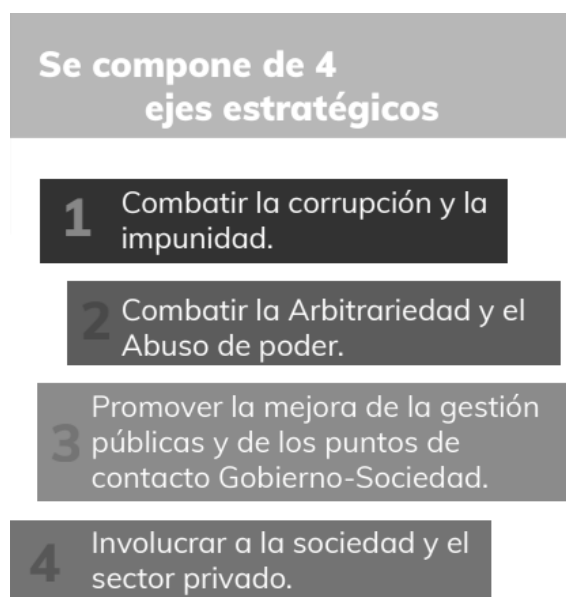 Se compone de 4
ejes estratégicos
1 Combatir la corrupción y la
impunidad.
2 Combatir la Arbitrariedad y el
Abuso de poder.
Promover la mejora de la gestión
3 públicas y de los puntos de
contacto Gobierno-Sociedad.
4 Involucrar a la sociedad y el
sector privado.